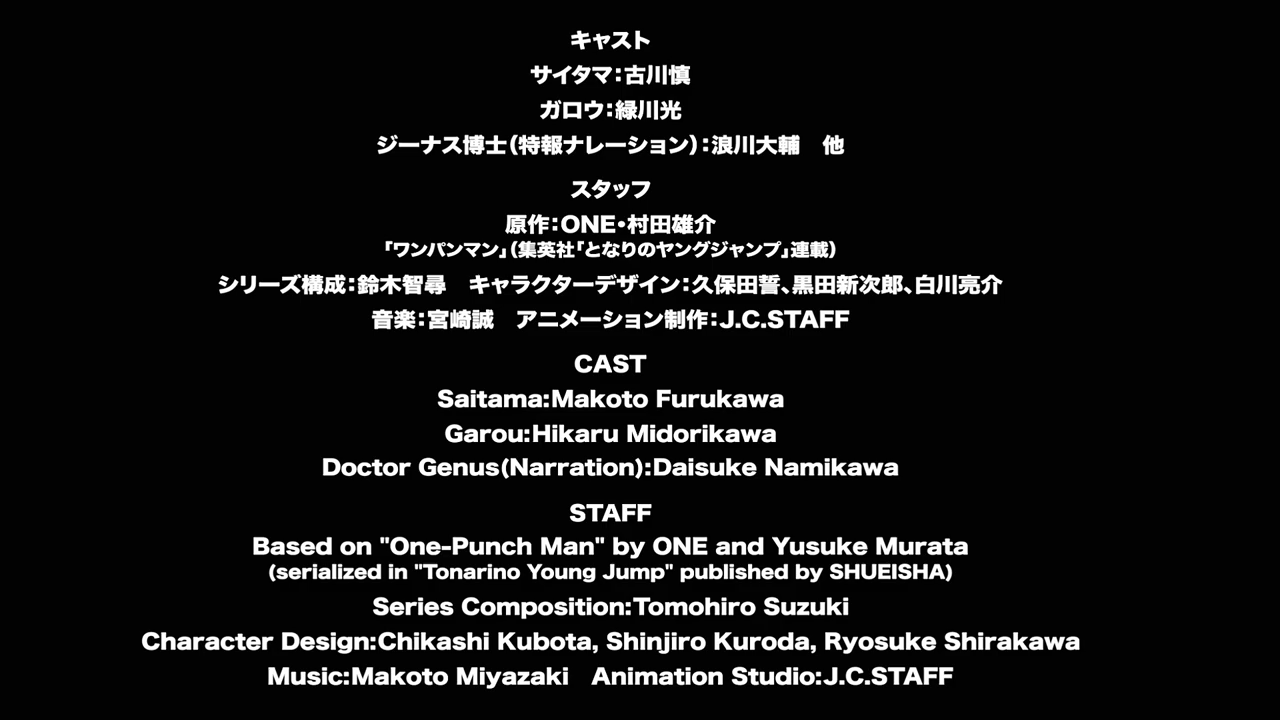 キャスト
サイタマ：古川慎
ガロウ：緑川光
ジーナス博士（特報ナレーション）：浪川大輔　他
スタッフ
原作：ONE・村田雄介
「ワンパンマン」（集英社「となりのヤングジャンプ」連載）
シリーズ構成：鈴木智尋　キャラクターデザイン：久保田誓、黒田新次郎、白川亮介
音楽：宮崎誠　アニメーション制作：J.C.STAFF
CAST
Saitama:Makoto Furukawa
Garou:Hikaru Midorikawa
Doctor Genus(Narration):Daisuke Namikawa
STAFF
Based on "One-Punch Man" by ONE and Yusuke Murata
(serialized in "Tonarino Young Jump" published by SHUEISHA)
Series Composition:Tomohiro Suzuki
Character Design:Chikashi Kubota, Shinjiro Kuroda, Ryosuke Shirakawa
Music:Makoto Miyazaki　Animation Studio:J.C.STAFF